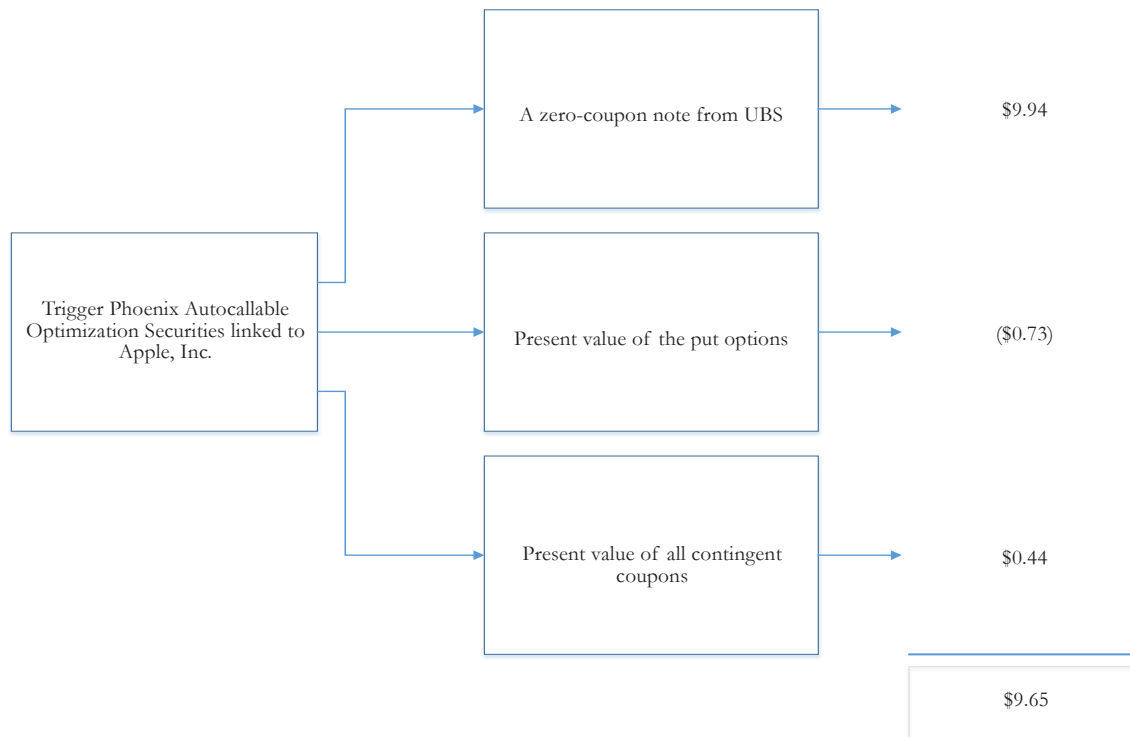 A zero-coupon note from UBS
$9.94
Trigger Phoenix Autocallable
Optimization Securities linked to
Apple, Inc.
Present value of the put options
($0.73)
Present value of all contingent
coupons
$0.44
$9.65